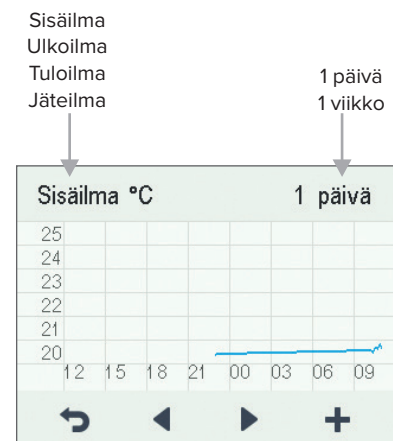 Sisäilma
Ulkoilma
Tuloilma
Jäteilma
1 päivä
1 viikko
Sisäilma °C 1 päivä
25
24
23
22
21
20
12 15 18 21 00 03 06 09